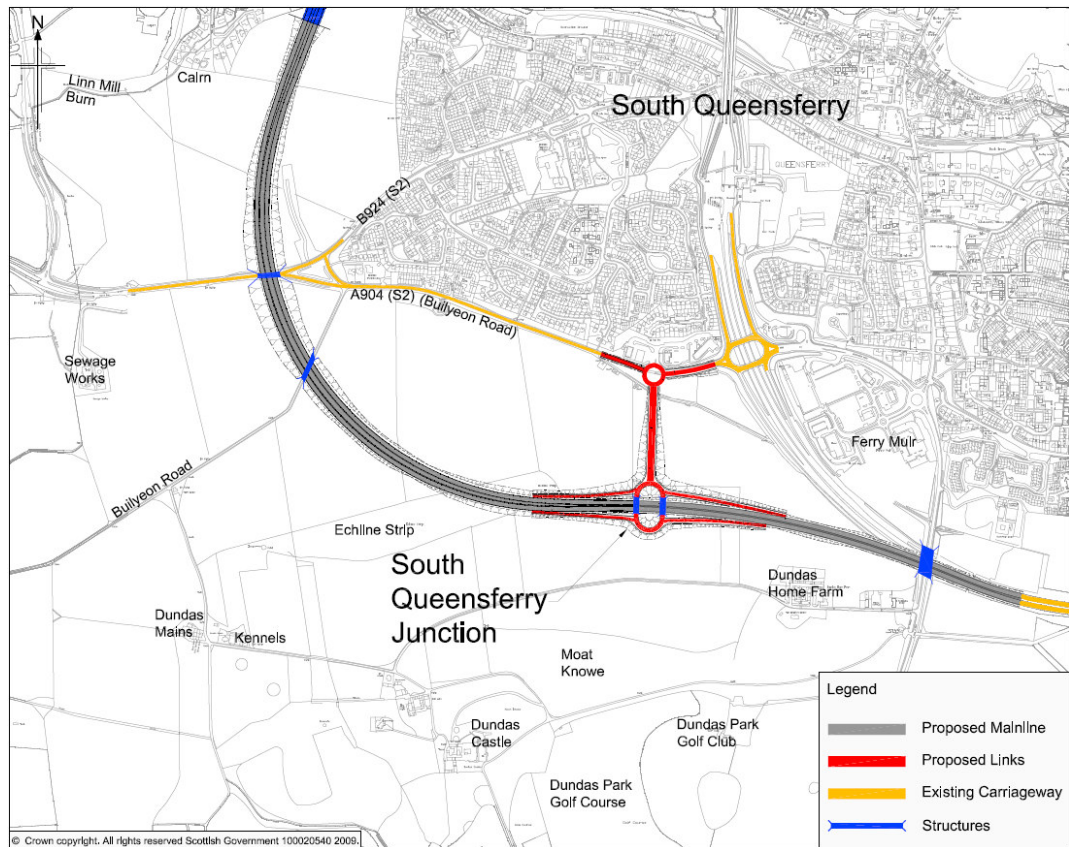 N
Linn Mill
Burn
Cairn
South Queensferry
QUEENSFERRY
B924 (S2)
A904 (S2) (Builyeon Road)
Sewage
Works
Ferry Muir
Builyeon Road
Echline Strip
South
Queensferry
Junction
Dundas
Home Farm
Dundas
Mains
Kennels
Moat
Knowe
Dundas
Castle
Dundas Park
Golf Club
Dundas Park
Golf Course
Legend
Proposed Mainline
Proposed Links
Existing Carriageway
Structures
© Crown copyright. All rights reserved Scottish Government 100020540 2009.